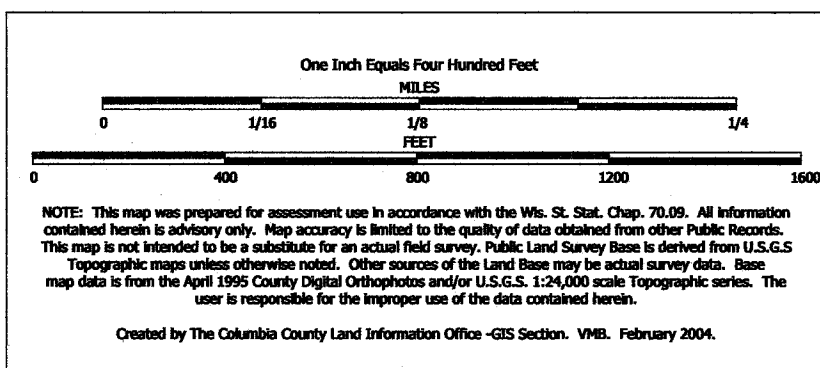 One Inch Equals Four Hundred Feet
MILES
0 1/16 1/8 1/4
FEET
0 400 800 1200 1600
NOTE: This map was prepared for assessment use in accordance with the Wis. St. Stat. Chap. 70.09. All information
contained herein is advisory only. Map accuracy is limited to the quality of data obtained from other Public Records.
This map is not intended to be a substitute for an actual field survey. Public Land Survey Base is derived from U.S.G.S
Topographic maps unless otherwise noted. Other sources of the Land Base may be actual survey data. Base
map data is from the April 1995 County Digital Orthophotos and/or U.S.G.S. 1:24,000 scale Topographic series. The
user is responsible for the improper use of the data contained herein.
Created by The Columbia County Land Information Office -GIS Section. VMB. February 2004.